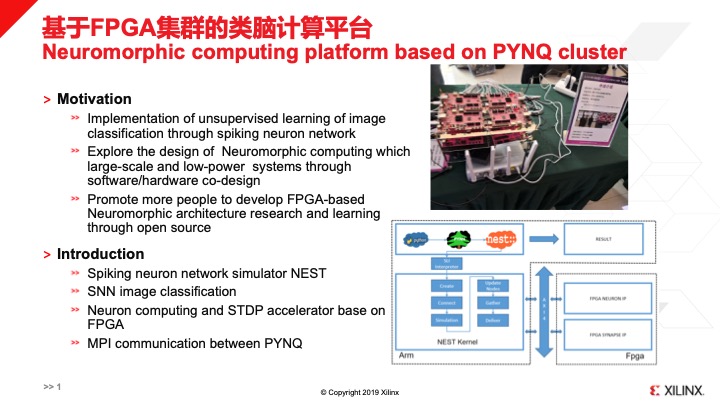 基于FPGA集群的类脑计算平台
Neuromorphic computing platform based on PYNQ cluster
> Motivation
>> Implementation of unsupervised learning of image
classification through spiking neuron network
>> Explore the design of Neuromorphic computing which
large-scale and low-power systems through
software/hardware co-design
>> Promote more people to develop FPGA-based
Neuromorphic architecture research and learning
through open source
> Introduction
>> Spiking neuron network simulator NEST
>> SNN image classification
>> Neuron computing and STDP accelerator base on
FPGA
>> MPI communication between PYNQ
python
nest::
RESULT
SLI
Interpreter
Create
Connect
Simulation
Update
Nodes
Gather
Deliver
NEST Kernel
Arm
FPGA NEURON IP
FPGA SYNAPSE IP
Fpga
>> 1
© Copyright 2019 Xilinx
XILINX.